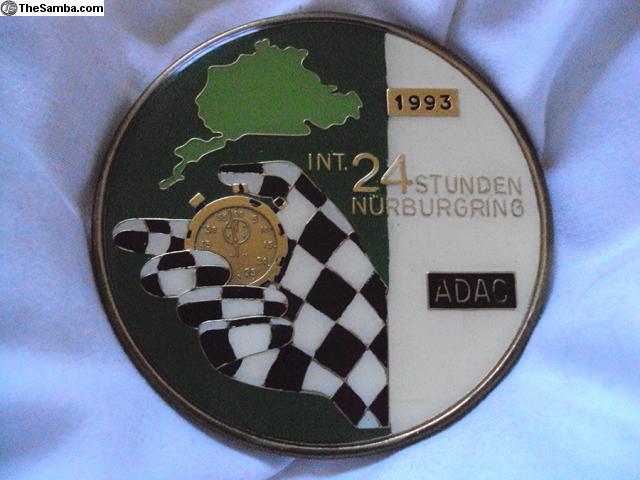 TheSamba.com
1993
INT. 24 STUNDEN
NÜRBURGRING
ADAC